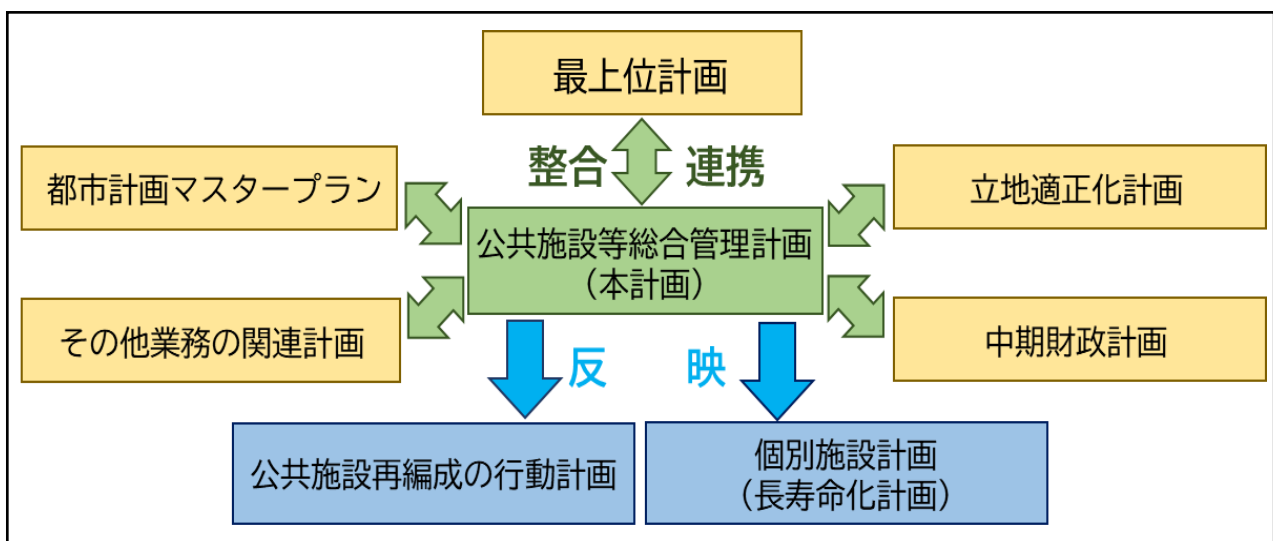 最上位計画
整合 連携
都市計画マスタープラン
立地適正化計画
公共施設等総合管理計画
（本計画）
その他業務の関連計画
中期財政計画
反 映
公共施設再編成の行動計画
個別施設計画
（長寿命化計画）